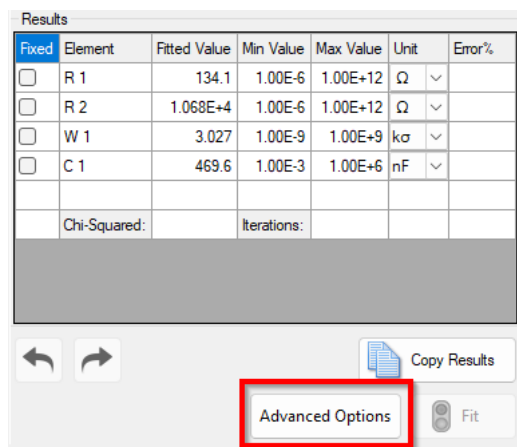 Results
Fixed Element Fitted Value Min Value Max Value Unit Error%
R 1 134.1 1.00E-6 1.00E+12 Ω
R 2 1.068E+4 1.00E-6 1.00E+12 Ω
W 1 3.027 1.00E-9 1.00E+9 kσ
C 1 469.6 1.00E-3 1.00E+6 nF
Chi-Squared: Iterations:
Copy Results
Advanced Options Fit